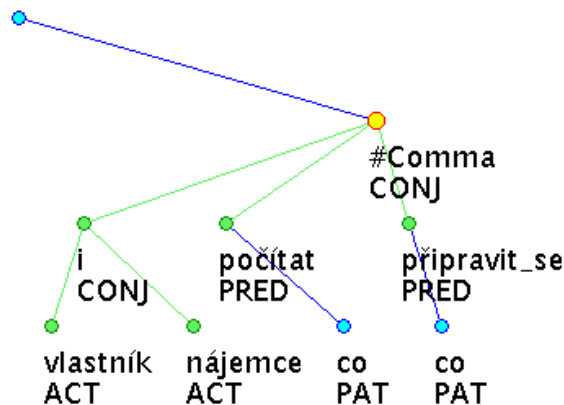 #Comma
CONJ
i počítat připravit_se
CONJ PRED PRED
vlastník nájemce co co
ACT ACT PAT PAT